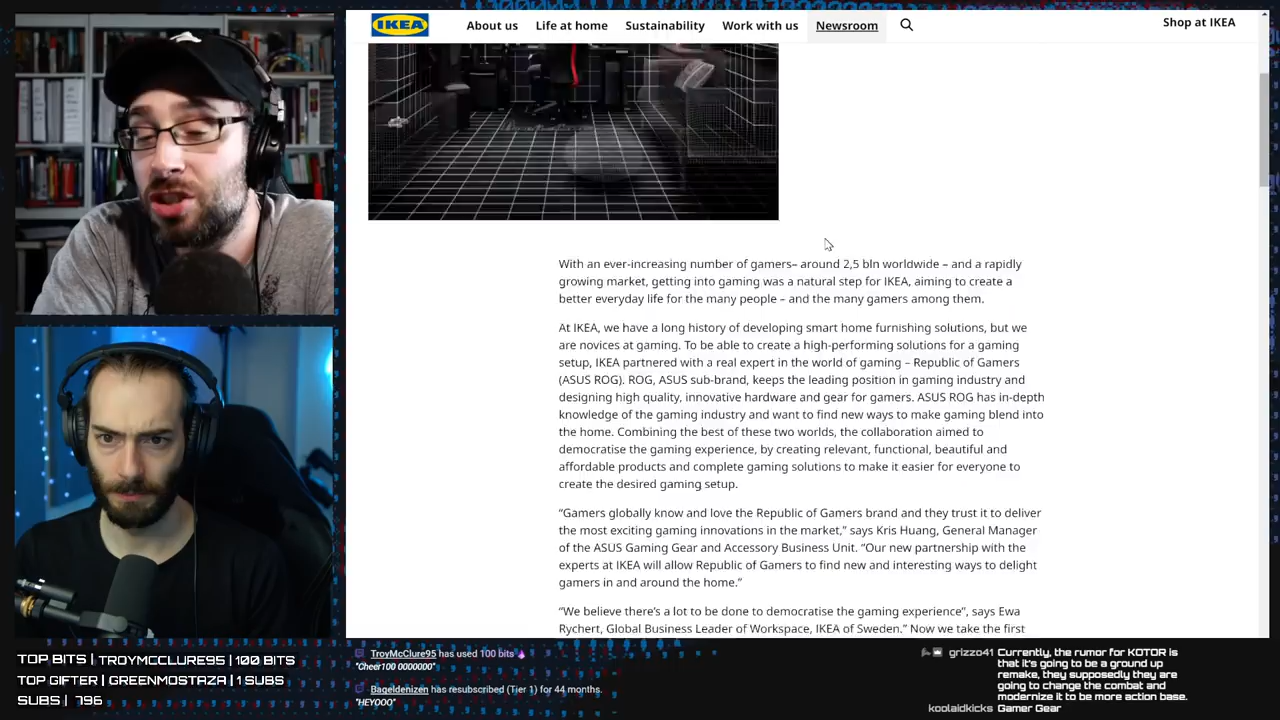 IKEA
About us
Life at home
Sustainability
Work with us
Newsroom
Shop at IKEA
With an ever-increasing number of gamers– around 2,5 bln worldwide – and a rapidly
growing market, getting into gaming was a natural step for IKEA, aiming to create a
better everyday life for the many people – and the many gamers among them.
At IKEA, we have a long history of developing smart home furnishing solutions, but we
are novices at gaming. To be able to create a high-performing solutions for a gaming
setup, IKEA partnered with a real expert in the world of gaming – Republic of Gamers
(ASUS ROG). ROG, ASUS sub-brand, keeps the leading position in gaming industry and
designing high quality, innovative hardware and gear for gamers. ASUS ROG has in-depth
knowledge of the gaming industry and want to find new ways to make gaming blend into
the home. Combining the best of these two worlds, the collaboration aimed to
democratise the gaming experience, by creating relevant, functional, beautiful and
affordable products and complete gaming solutions to make it easier for everyone to
create the desired gaming setup.
“Gamers globally know and love the Republic of Gamers brand and they trust it to deliver
the most exciting gaming innovations in the market,” says Kris Huang, General Manager
of the ASUS Gaming Gear and Accessory Business Unit. “Our new partnership with the
experts at IKEA will allow Republic of Gamers to find new and interesting ways to delight
gamers in and around the home.”
“We believe there’s a lot to be done to democratise the gaming experience”, says Ewa
Rychert, Global Business Leader of Workspace, IKEA of Sweden.” Now we take the first
TOP BITS | TROYMCCLURE95 | 100 BITS
TOP GIFTER | GREENMOSTAZA | 1 SUBS
SUBS | 796
TroyMcClure95 has used 100 bits
"Cheer100 0000000"
Bageldenizen has resubscribed (Tier 1) for 44 months.
"HEYOOO"
grizzo41 Currently, the rumor for KOTOR is
that it's going to be a ground up
remake, they supposedly they are
going to change the combat and
modernize it to be more action base.
koolaidkicks Gamer Gear